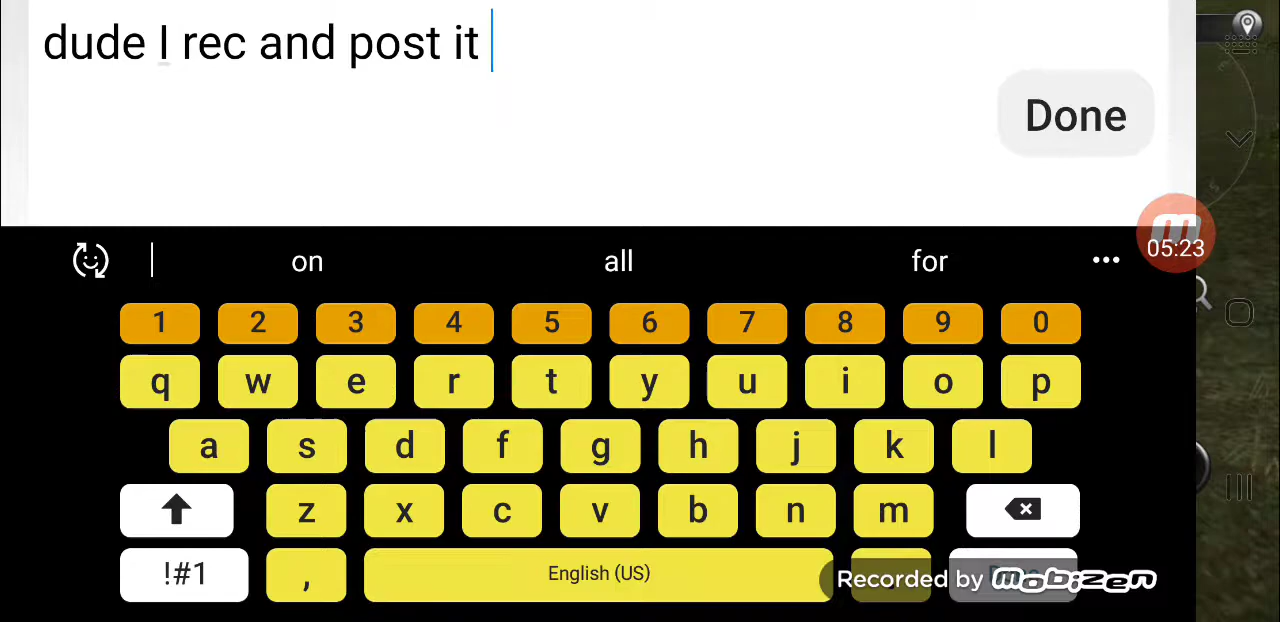 dude I rec and post it
Done
05:23
on all for
1 2 3 4 5 6 7 8 9 0
q w e r t y u i o p
a s d f g h j k l
z x c v b n m
!#1 , English (US)
Recorded by mobizen